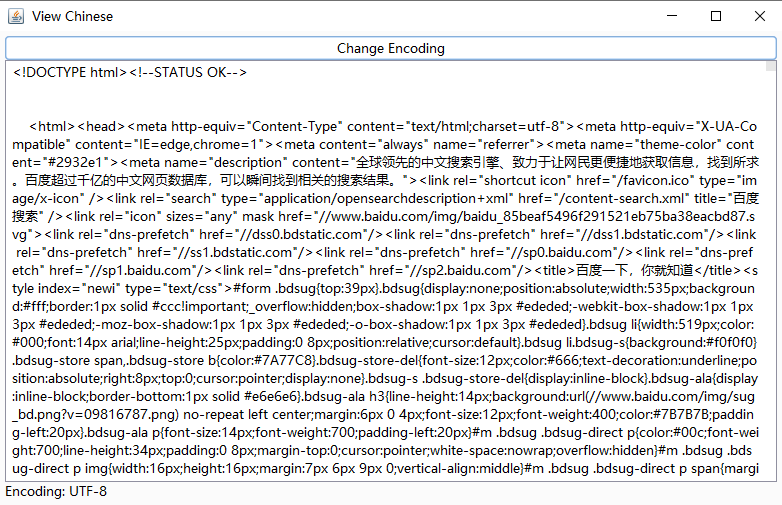 View Chinese
Change Encoding
<!DOCTYPE html><!--STATUS OK-->
<html><head><meta http-equiv="Content-Type" content="text/html;charset=utf-8"><meta http-equiv="X-UA-Co
mpatible" content="IE=edge,chrome=1"><meta content="always" name="referrer"><meta name="theme-color" cont
ent="#2932e1"><meta name="description" content="全球领先的中文搜索引擎、致力于让网民更便捷地获取信息，找到所求
。百度超过千亿的中文网页数据库，可以瞬间找到相关的搜索结果。"><link rel="shortcut icon" href="/favicon.ico" type="im
age/x-icon" /><link rel="search" type="application/opensearchdescription+xml" href="/content-search.xml" title="百度
搜索" /><link rel="icon" sizes="any" mask href="//www.baidu.com/img/baidu_85beaf5496f291521eb75ba38eacbd87.s
vg"><link rel="dns-prefetch" href="//dss0.bdstatic.com"/><link rel="dns-prefetch" href="//dss1.bdstatic.com"/><link
 rel="dns-prefetch" href="//ss1.bdstatic.com"/><link rel="dns-prefetch" href="//sp0.baidu.com"/><link rel="dns-pref
etch" href="//sp1.baidu.com"/><link rel="dns-prefetch" href="//sp2.baidu.com"/><title>百度一下，你就知道</title><s
tyle index="newi" type="text/css">#form .bdsug{top:39px}.bdsug{display:none;position:absolute;width:535px;backgroun
d:#fff;border:1px solid #ccc!important;_overflow:hidden;box-shadow:1px 1px 3px #ededed;-webkit-box-shadow:1px 1px
3px #ededed;-moz-box-shadow:1px 1px 3px #ededed;-o-box-shadow:1px 1px 3px #ededed}.bdsug li{width:519px;color:
#000;font:14px arial;line-height:25px;padding:0 8px;position:relative;cursor:default}.bdsug li.bdsug-s{background:#f0f0f0}
.bdsug-store span,.bdsug-store b{color:#7A77C8}.bdsug-store-del{font-size:12px;color:#666;text-decoration:underline;po
sition:absolute;right:8px;top:0;cursor:pointer;display:none}.bdsug-s .bdsug-store-del{display:inline-block}.bdsug-ala{display
:inline-block;border-bottom:1px solid #e6e6e6}.bdsug-ala h3{line-height:14px;background:url(//www.baidu.com/img/sug
_bd.png?v=09816787.png) no-repeat left center;margin:6px 0 4px;font-size:12px;font-weight:400;color:#7B7B7B;paddin
g-left:20px}.bdsug-ala p{font-size:14px;font-weight:700;padding-left:20px}#m .bdsug .bdsug-direct p{color:#00c;font-wei
ght:700;line-height:34px;padding:0 8px;margin-top:0;cursor:pointer;white-space:nowrap;overflow:hidden}#m .bdsug .bds
ug-direct p img{width:16px;height:16px;margin:7px 6px 9px 0;vertical-align:middle}#m .bdsug .bdsug-direct p span{margi
Encoding: UTF-8